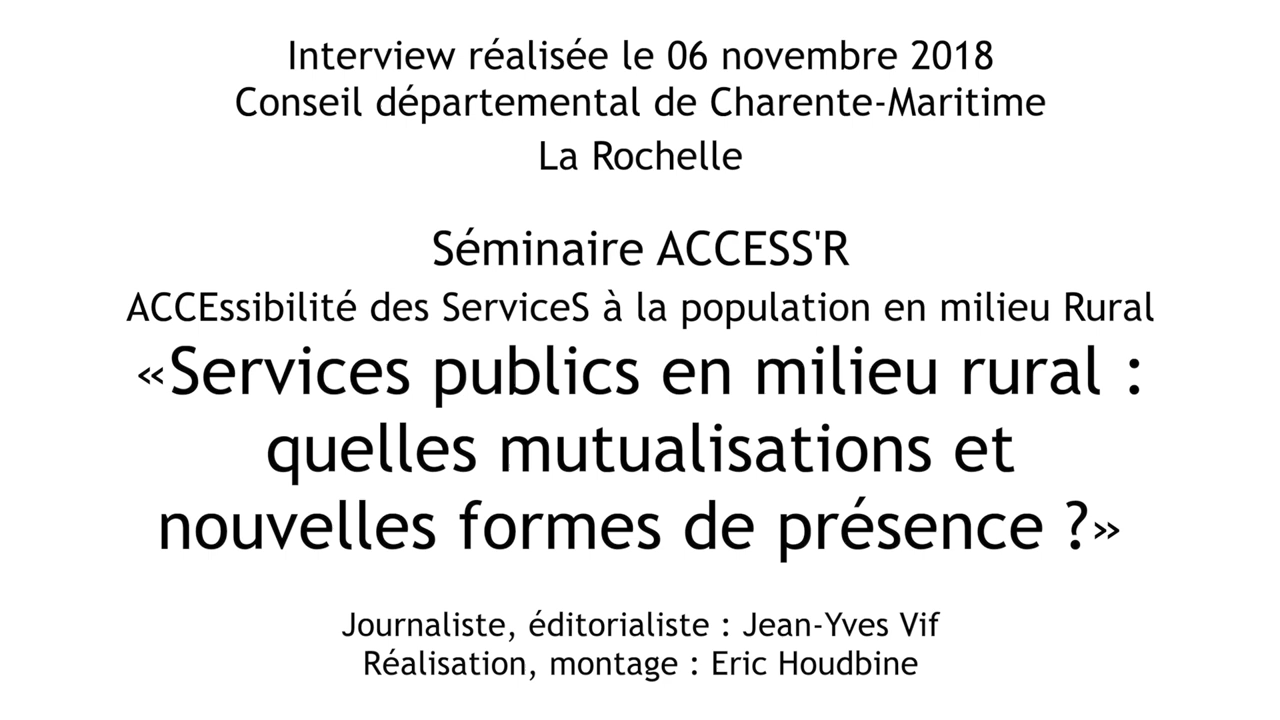 Interview réalisée le 06 novembre 2018
Conseil départemental de Charente-Maritime
La Rochelle
Séminaire ACCESS'R
ACCEssibilité des ServiceS à la population en milieu Rural
«Services publics en milieu rural :
quelles mutualisations et
nouvelles formes de présence ?»
Journaliste, éditorialiste : Jean-Yves Vif
Réalisation, montage : Eric Houdbine